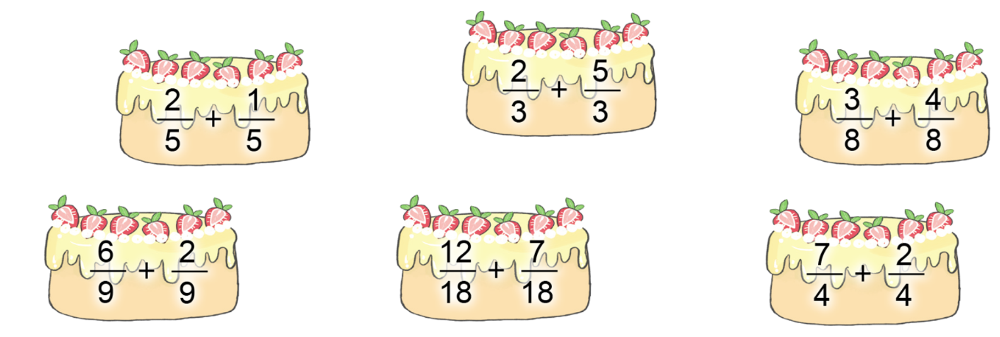 2/5 + 1/5
2/3 + 5/3
3/8 + 4/8
6/9 + 2/9
12/18 + 7/18
7/4 + 2/4